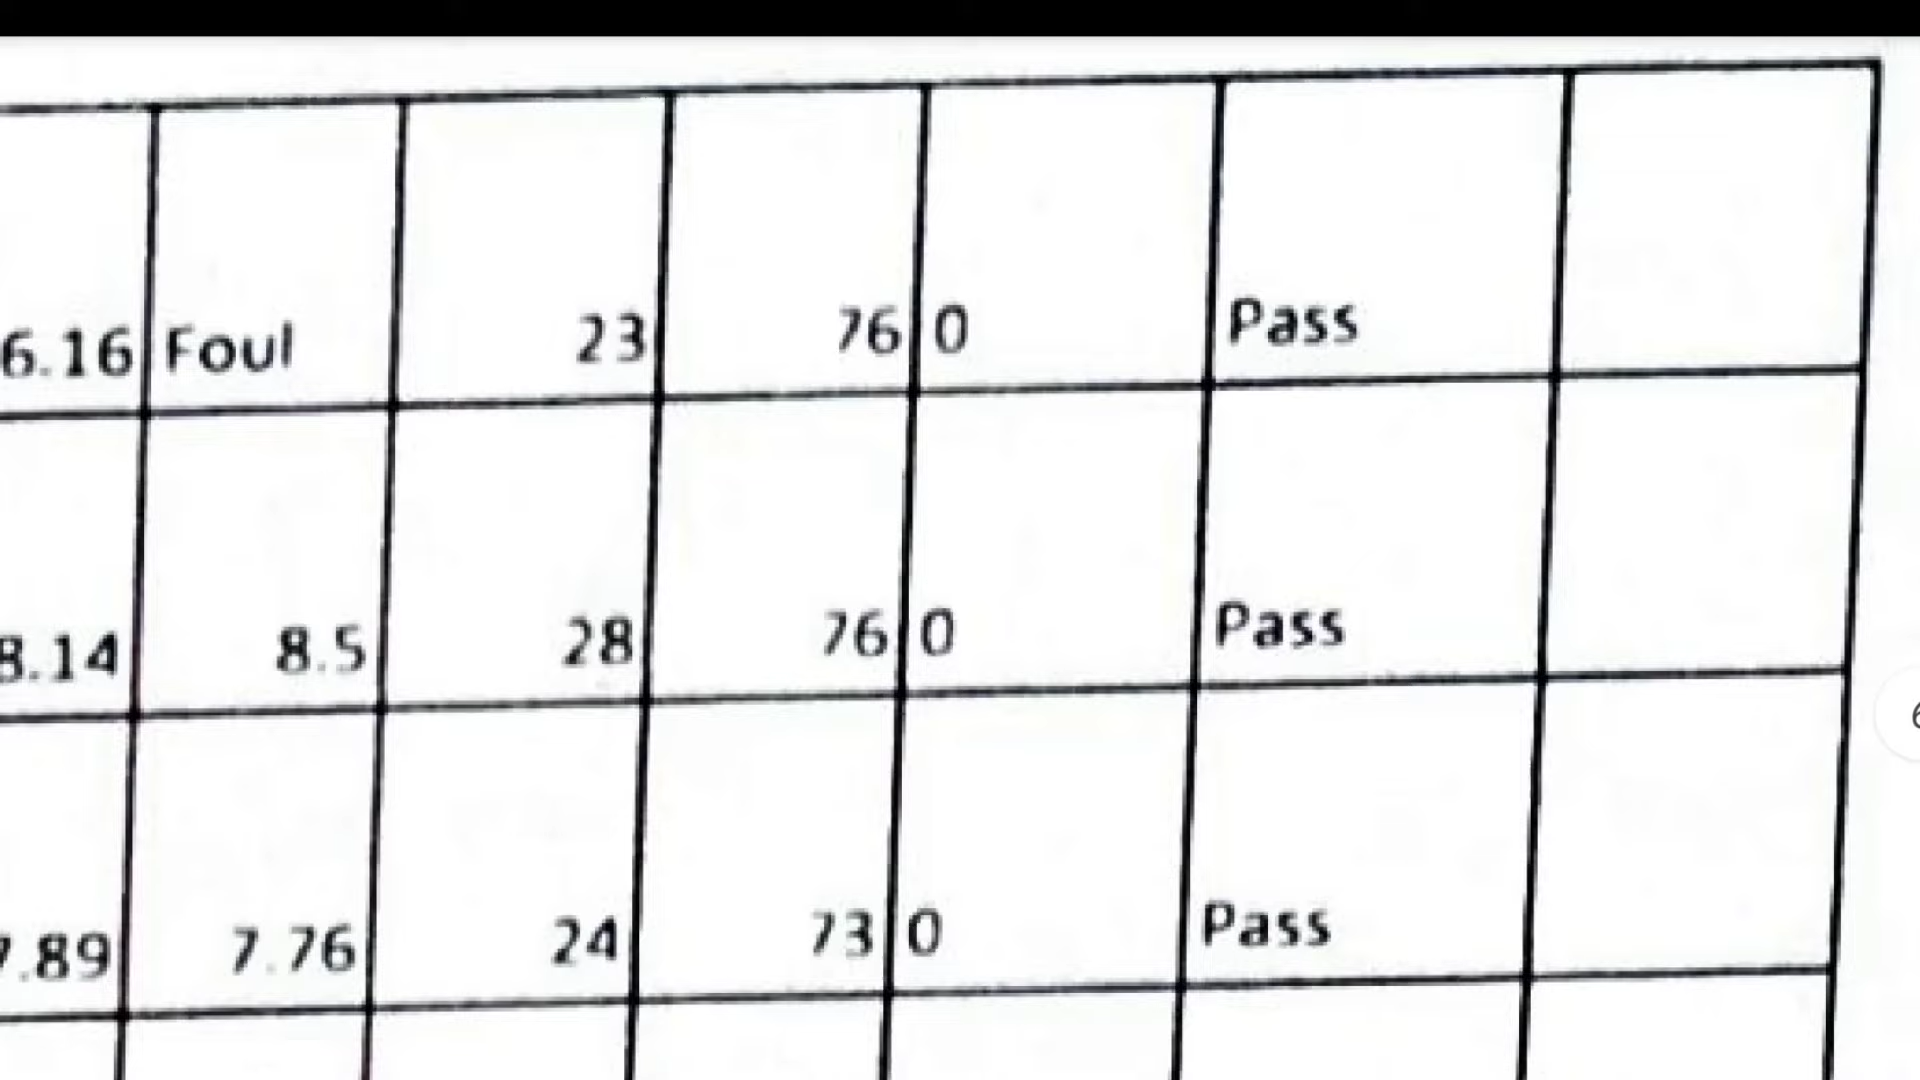 6.16 Foul 23 76 0 Pass
8.14 8.5 28 76 0 Pass
7.89 7.76 24 73 0 Pass